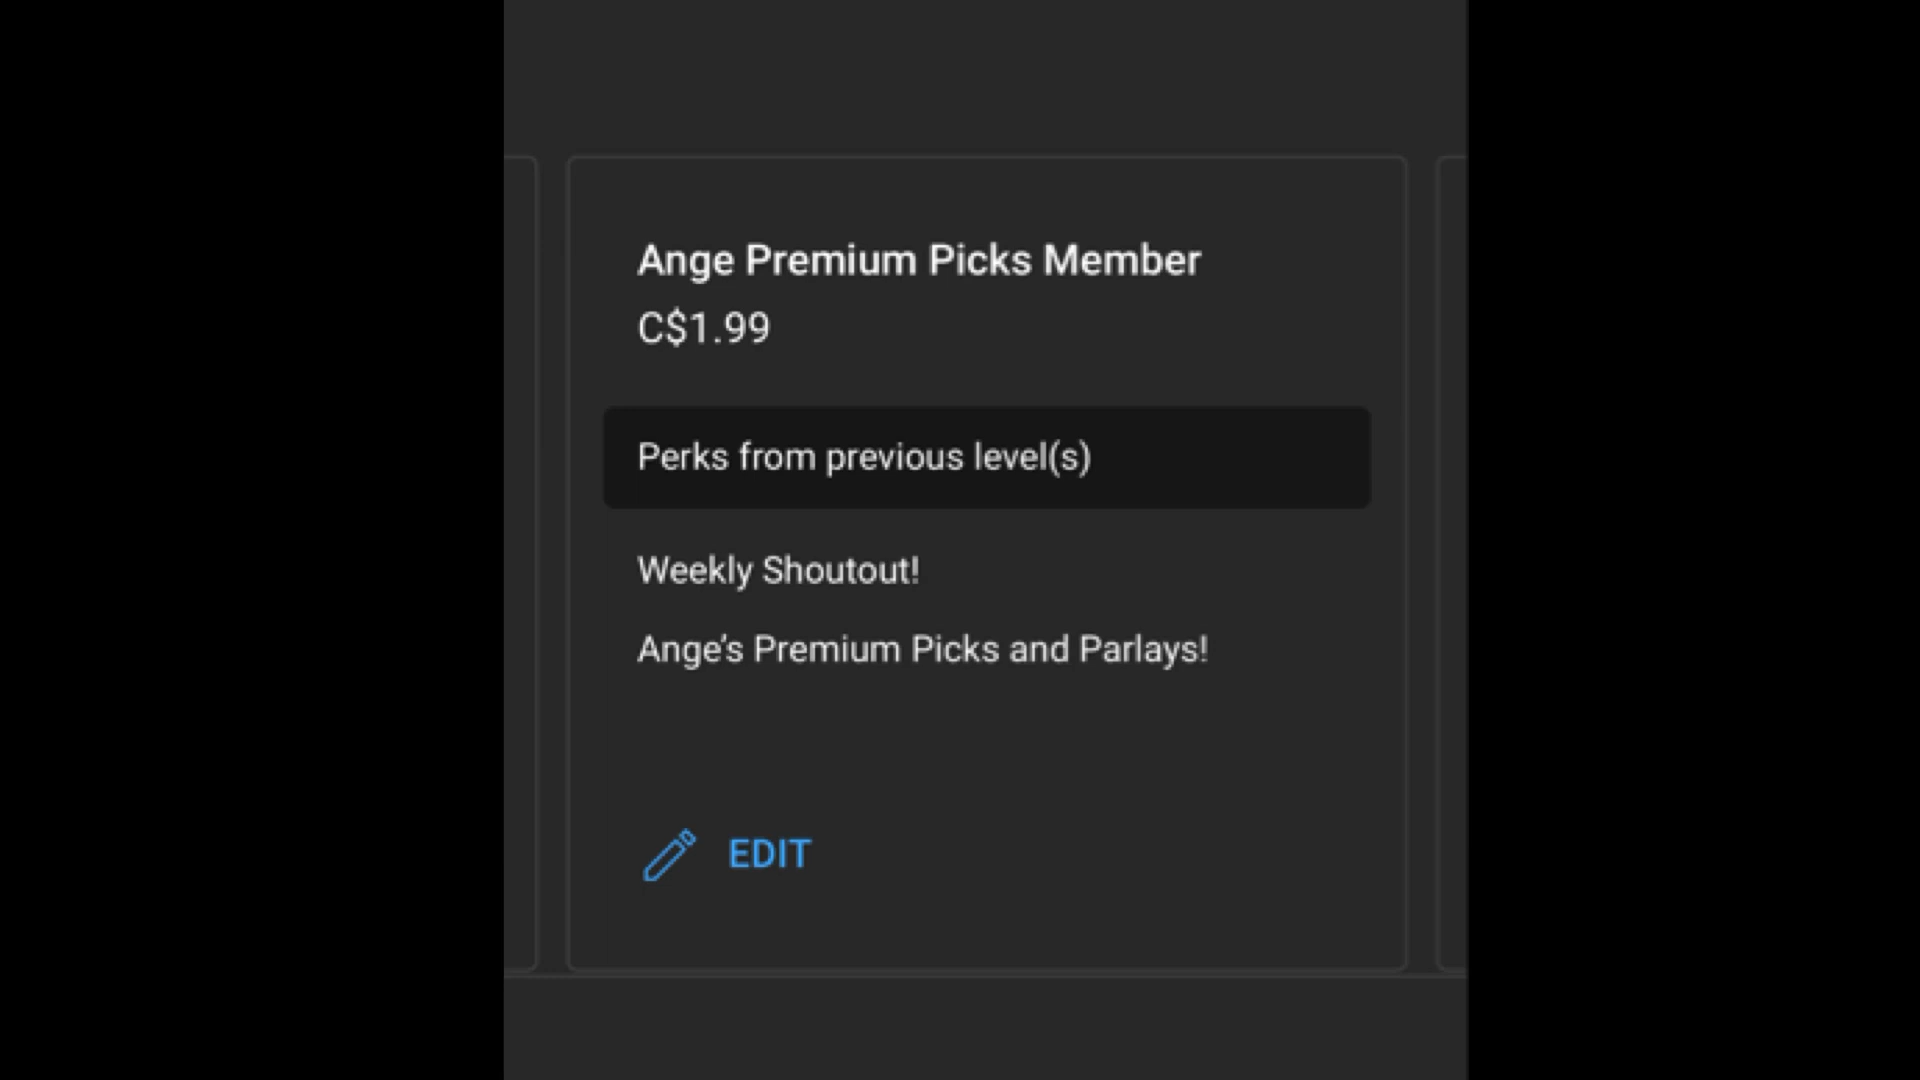 Ange Premium Picks Member
C$1.99
Perks from previous level(s)
Weekly Shoutout!
Ange’s Premium Picks and Parlays!
EDIT